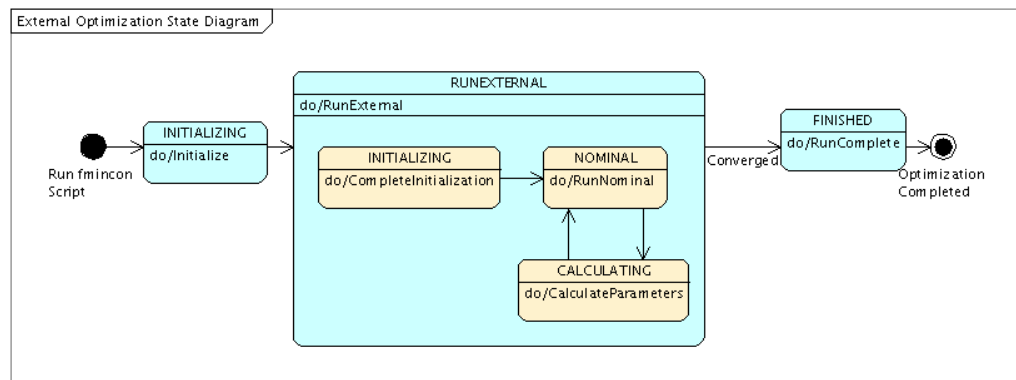 External Optimization State Diagram
RUNEXTERNAL
do/RunExternal
INITIALIZING
do/Initialize
FINISHED
do/RunComplete
INITIALIZING
do/CompleteInitialization
NOMINAL
do/RunNominal
Converged
Run fmincon
Script
Optimization
Completed
CALCULATING
do/CalculateParameters